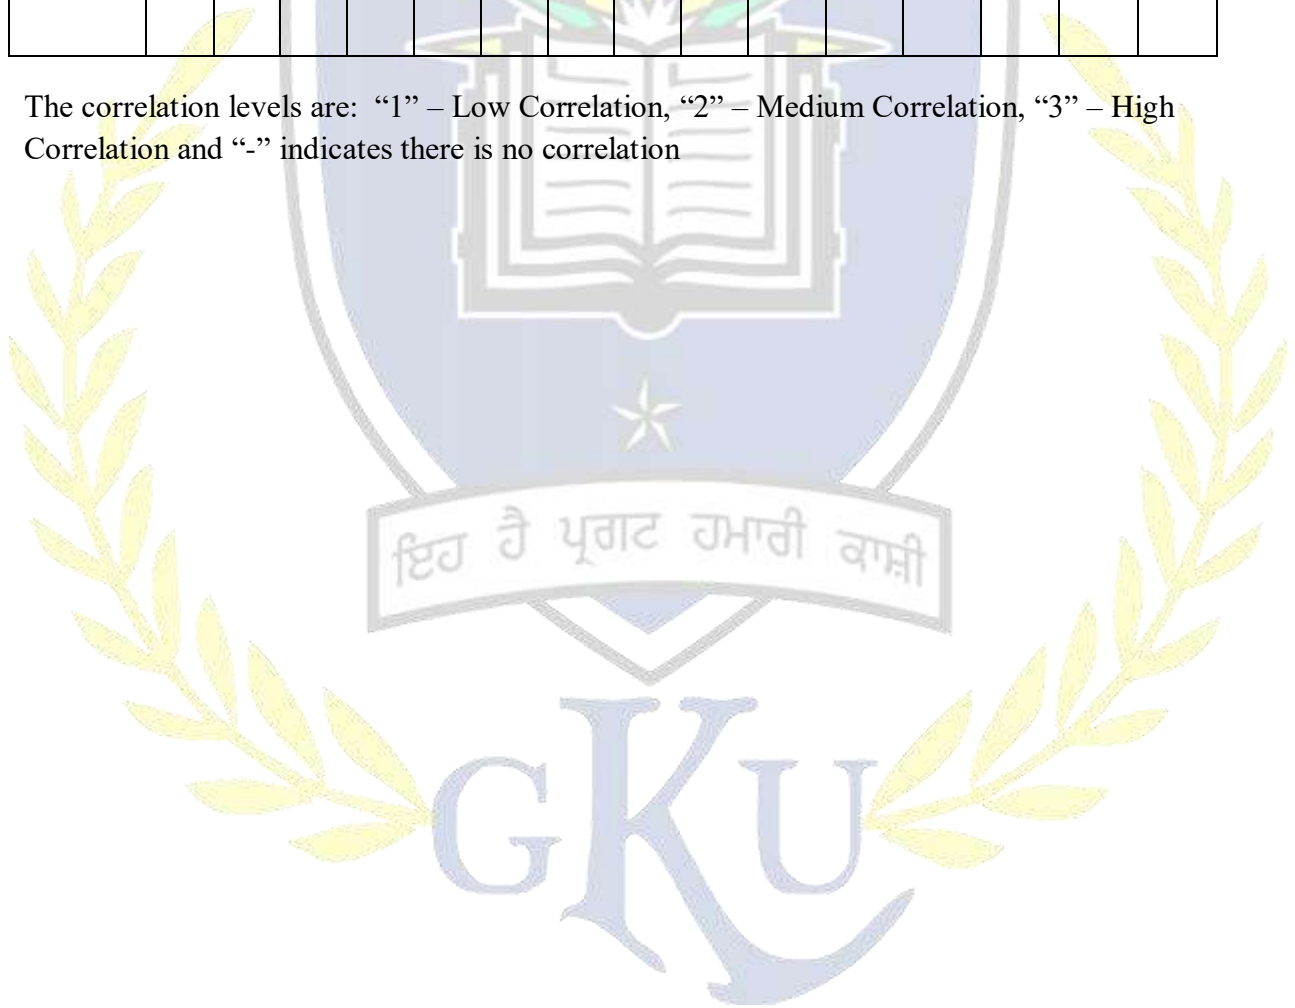 The correlation levels are:  “1” – Low Correlation, “2” – Medium Correlation, “3” – High
Correlation and “-” indicates there is no correlation
ਇਹ ਹੈ ਪ੍ਰਗਟ ਹਮਾਰੀ ਕਾਸ਼ੀ
GKU